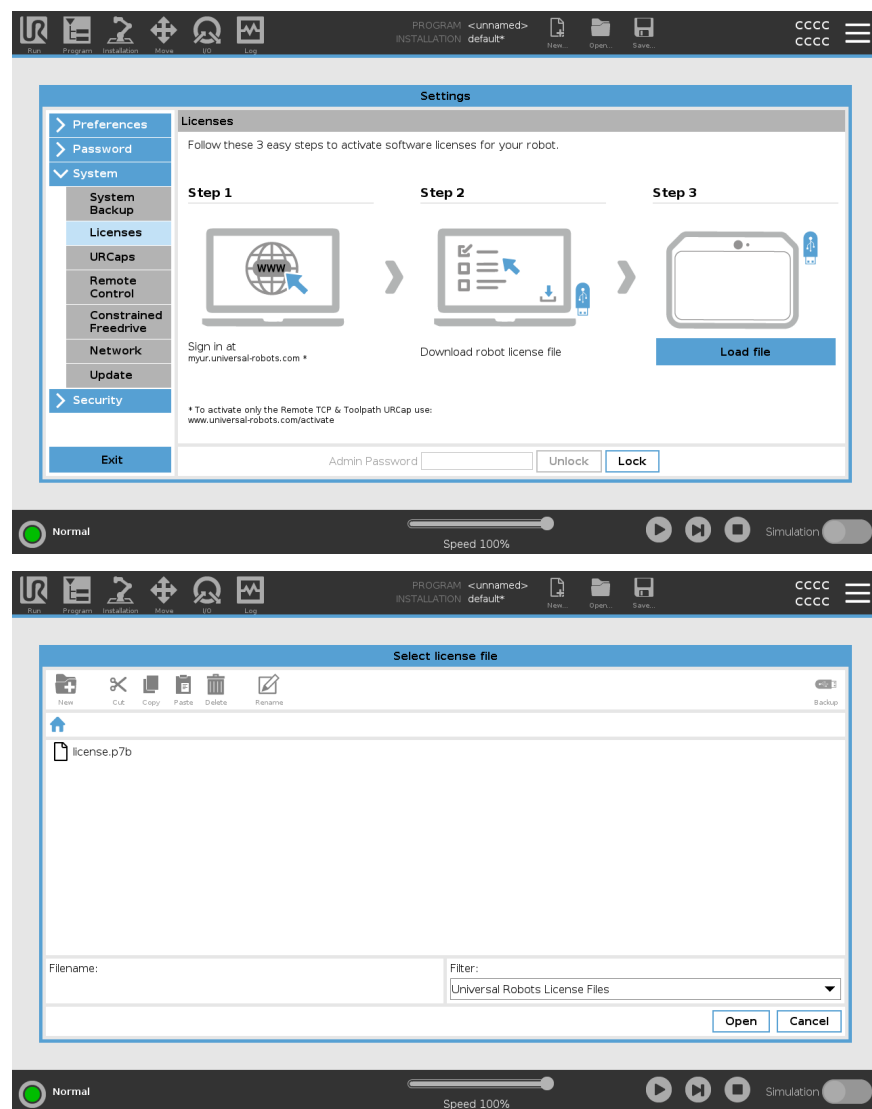 PROGRAM <unnamed>
INSTALLATION default*
CCCC
CCCC
Run Program Installation Move I/O Log New... Open... Save...
Settings
Preferences
Password
System
System
Backup
Licenses
URCaps
Remote
Control
Constrained
Freedrive
Network
Update
Security
Exit
Licenses
Follow these 3 easy steps to activate software licenses for your robot.
Step 1
Step 2
Step 3
WWW
Sign in at
myur.universal-robots.com *
Download robot license file
Load file
* To activate only the Remote TCP & Toolpath URCap use:
www.universal-robots.com/activate
Admin Password Unlock Lock
Normal
Speed 100%
Simulation
PROGRAM <unnamed>
INSTALLATION default*
CCCC
CCCC
Run Program Installation Move I/O Log New... Open... Save...
Select license file
New Cut Copy Paste Delete Rename Backup
license.p7b
Filename:
Filter:
Universal Robots License Files
Open Cancel
Normal
Speed 100%
Simulation